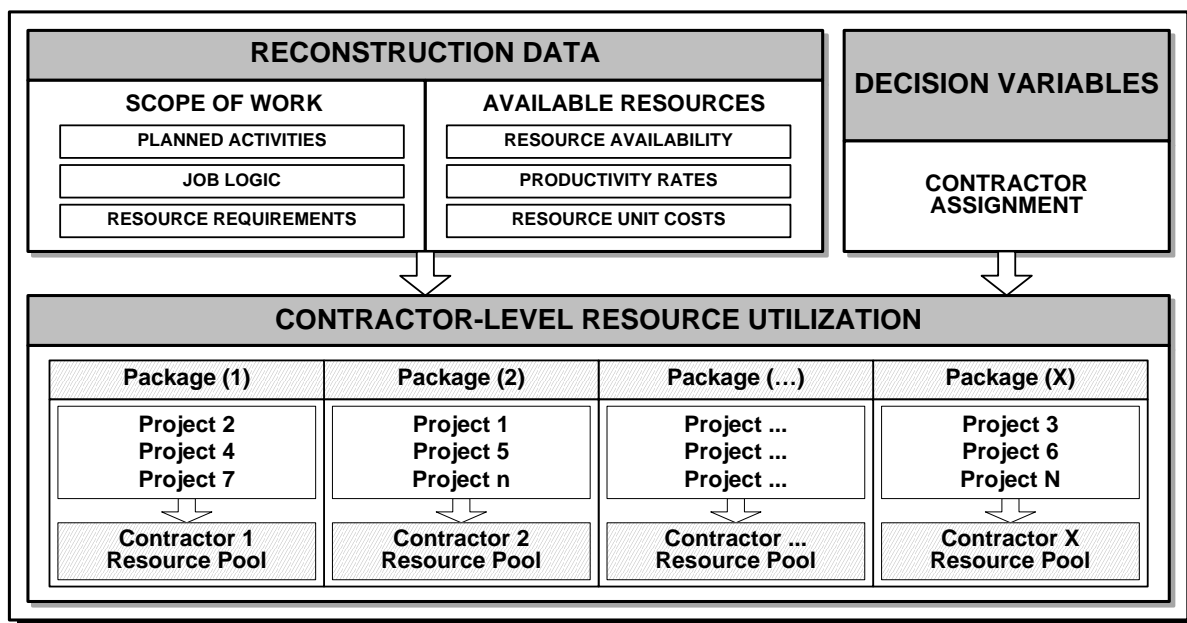 RECONSTRUCTION DATA
SCOPE OF WORK
PLANNED ACTIVITIES
JOB LOGIC
RESOURCE REQUIREMENTS
AVAILABLE RESOURCES
RESOURCE AVAILABILITY
PRODUCTIVITY RATES
RESOURCE UNIT COSTS
DECISION VARIABLES
CONTRACTOR
ASSIGNMENT
CONTRACTOR-LEVEL RESOURCE UTILIZATION
Package (1)
Project 2
Project 4
Project 7
Contractor 1
Resource Pool
Package (2)
Project 1
Project 5
Project n
Contractor 2
Resource Pool
Package (...)
Project ...
Project ...
Project ...
Contractor ...
Resource Pool
Package (X)
Project 3
Project 6
Project N
Contractor X
Resource Pool